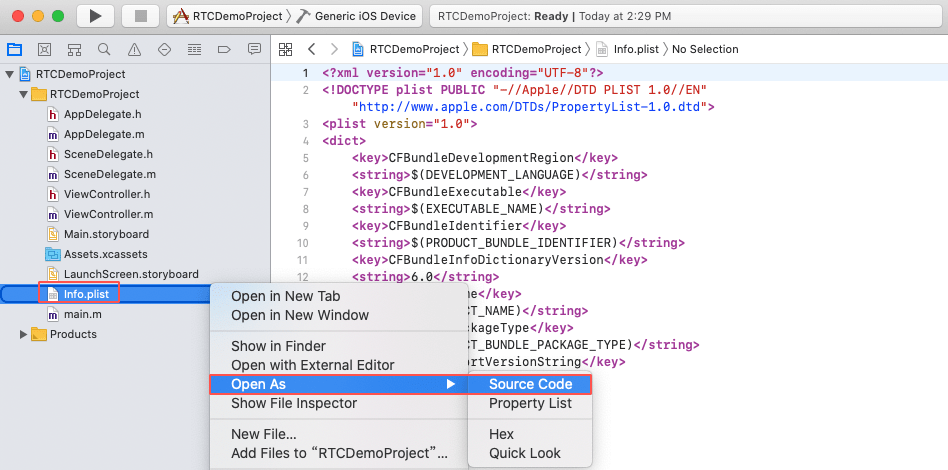 RTCDemoProject Generic iOS Device
RTCDemoProject: Ready | Today at 2:29 PM
RTCDemoProject RTCDemoProject Info.plist No Selection
RTCDemoProject
RTCDemoProject
AppDelegate.h
AppDelegate.m
SceneDelegate.h
SceneDelegate.m
ViewController.h
ViewController.m
Main.storyboard
Assets.xcassets
LaunchScreen.storyboard
Info.plist
main.m
Products
1 <?xml version="1.0" encoding="UTF-8"?>
2 <!DOCTYPE plist PUBLIC "-//Apple//DTD PLIST 1.0//EN"
"http://www.apple.com/DTDs/PropertyList-1.0.dtd">
3 <plist version="1.0">
4 <dict>
5 <key>CFBundleDevelopmentRegion</key>
6 <string>$(DEVELOPMENT_LANGUAGE)</string>
7 <key>CFBundleExecutable</key>
8 <string>$(EXECUTABLE_NAME)</string>
9 <key>CFBundleIdentifier</key>
10 <string>$(PRODUCT_BUNDLE_IDENTIFIER)</string>
11 <key>CFBundleInfoDictionaryVersion</key>
12 <string>6.0</string>
me</key>
CT_NAME)</string>
ckageType</key>
CT_BUNDLE_PACKAGE_TYPE)</string>
ortVersionString</key>
Open in New Tab
Open in New Window
Show in Finder
Open with External Editor
Open As
Show File Inspector
New File...
Add Files to “RTCDemoProject”...
Source Code
Property List
Hex
Quick Look